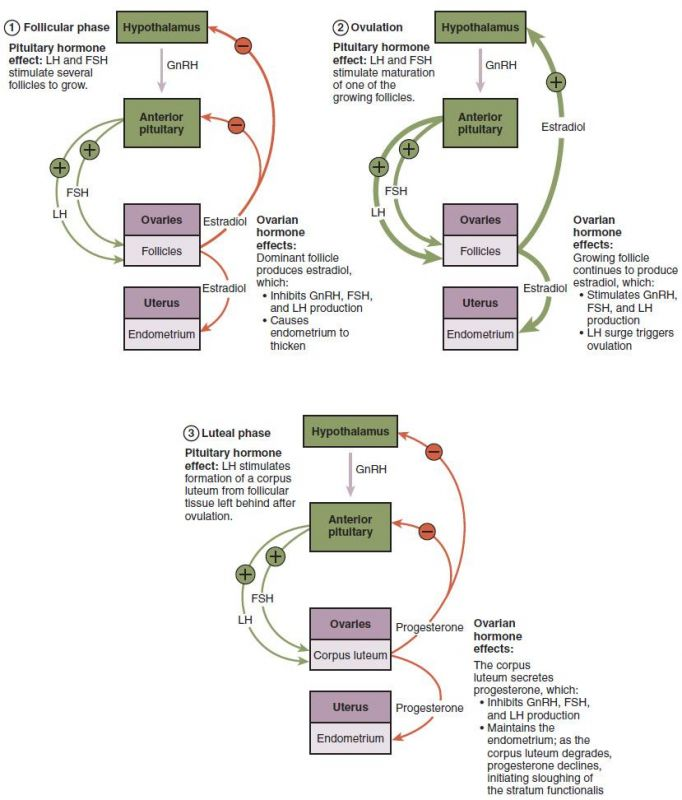 1 Follicular phase
Pituitary hormone
effect: LH and FSH
stimulate several
follicles to grow.
Hypothalamus
−
GnRH
Anterior
pituitary
−
+
+
FSH
LH
Ovaries
Follicles
Estradiol
Estradiol
Uterus
Endometrium
Ovarian
hormone
effects:
Dominant follicle
produces estradiol,
which:
• Inhibits GnRH, FSH,
and LH production
• Causes
endometrium to
thicken
2 Ovulation
Pituitary hormone
effect: LH and FSH
stimulate maturation
of one of the
growing follicles.
Hypothalamus
GnRH
+
Estradiol
Anterior
pituitary
+
+
FSH
LH
Ovaries
Follicles
Estradiol
Uterus
Endometrium
Ovarian
hormone
effects:
Growing follicle
continues to produce
estradiol, which:
• Stimulates GnRH,
FSH, and LH
production
• LH surge triggers
ovulation
3 Luteal phase
Pituitary hormone
effect: LH stimulates
formation of a corpus
luteum from follicular
tissue left behind after
ovulation.
Hypothalamus
−
GnRH
Anterior
pituitary
−
+
+
FSH
LH
Ovaries
Corpus luteum
Progesterone
Progesterone
Uterus
Endometrium
Ovarian
hormone
effects:
The corpus
luteum secretes
progesterone, which:
• Inhibits GnRH, FSH,
and LH production
• Maintains the
endometrium; as the
corpus luteum degrades,
progesterone declines,
initiating sloughing of
the stratum functionalis